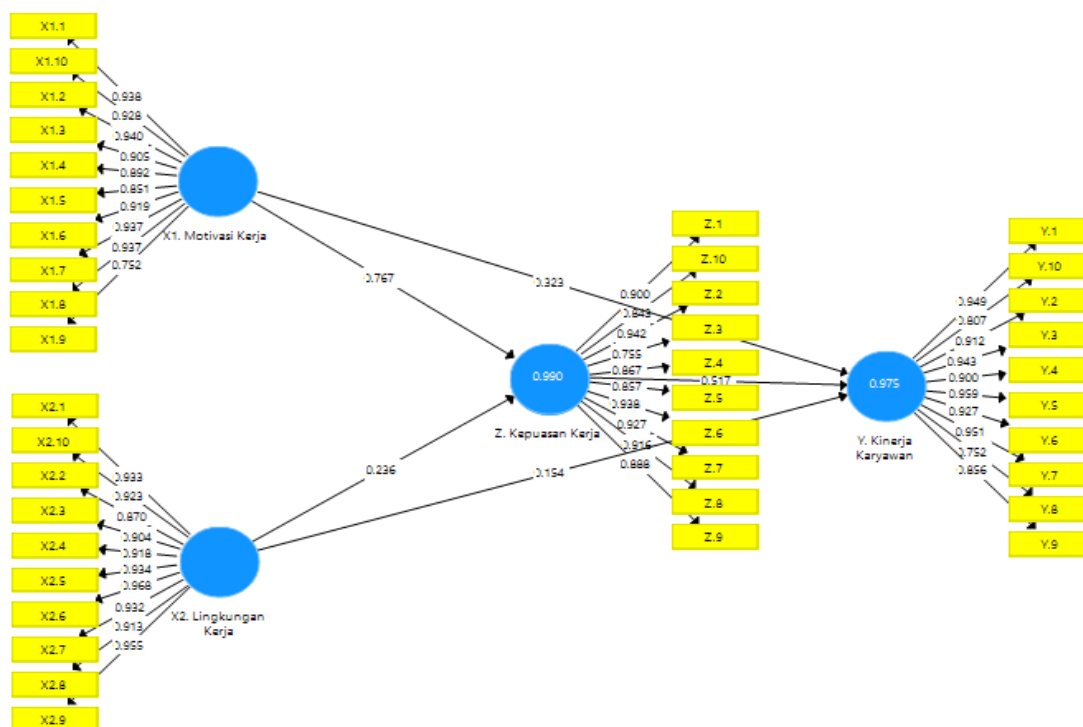 X1.1
X1.10
X1.2
X1.3
X1.4
X1.5
X1.6
X1.7
X1.8
X1.9
0.938
0.928
0.940
0.905
0.892
0.851
0.919
0.937
0.937
0.752
X1. Motivasi Kerja
0.767
0.323
X2.1
X2.10
X2.2
X2.3
X2.4
X2.5
X2.6
X2.7
X2.8
X2.9
0.933
0.923
0.870
0.904
0.918
0.934
0.968
0.932
0.913
0.955
X2. Lingkungan
Kerja
0.236
0.154
0.990
Z. Kepuasan Kerja
0.900
0.843
0.942
0.755
0.867
0.857
0.938
0.927
0.916
0.888
0.517
Z.1
Z.10
Z.2
Z.3
Z.4
Z.5
Z.6
Z.7
Z.8
Z.9
0.975
Y. Kinerja
Karyawan
0.949
0.807
0.912
0.943
0.900
0.959
0.927
0.951
0.752
0.856
Y.1
Y.10
Y.2
Y.3
Y.4
Y.5
Y.6
Y.7
Y.8
Y.9